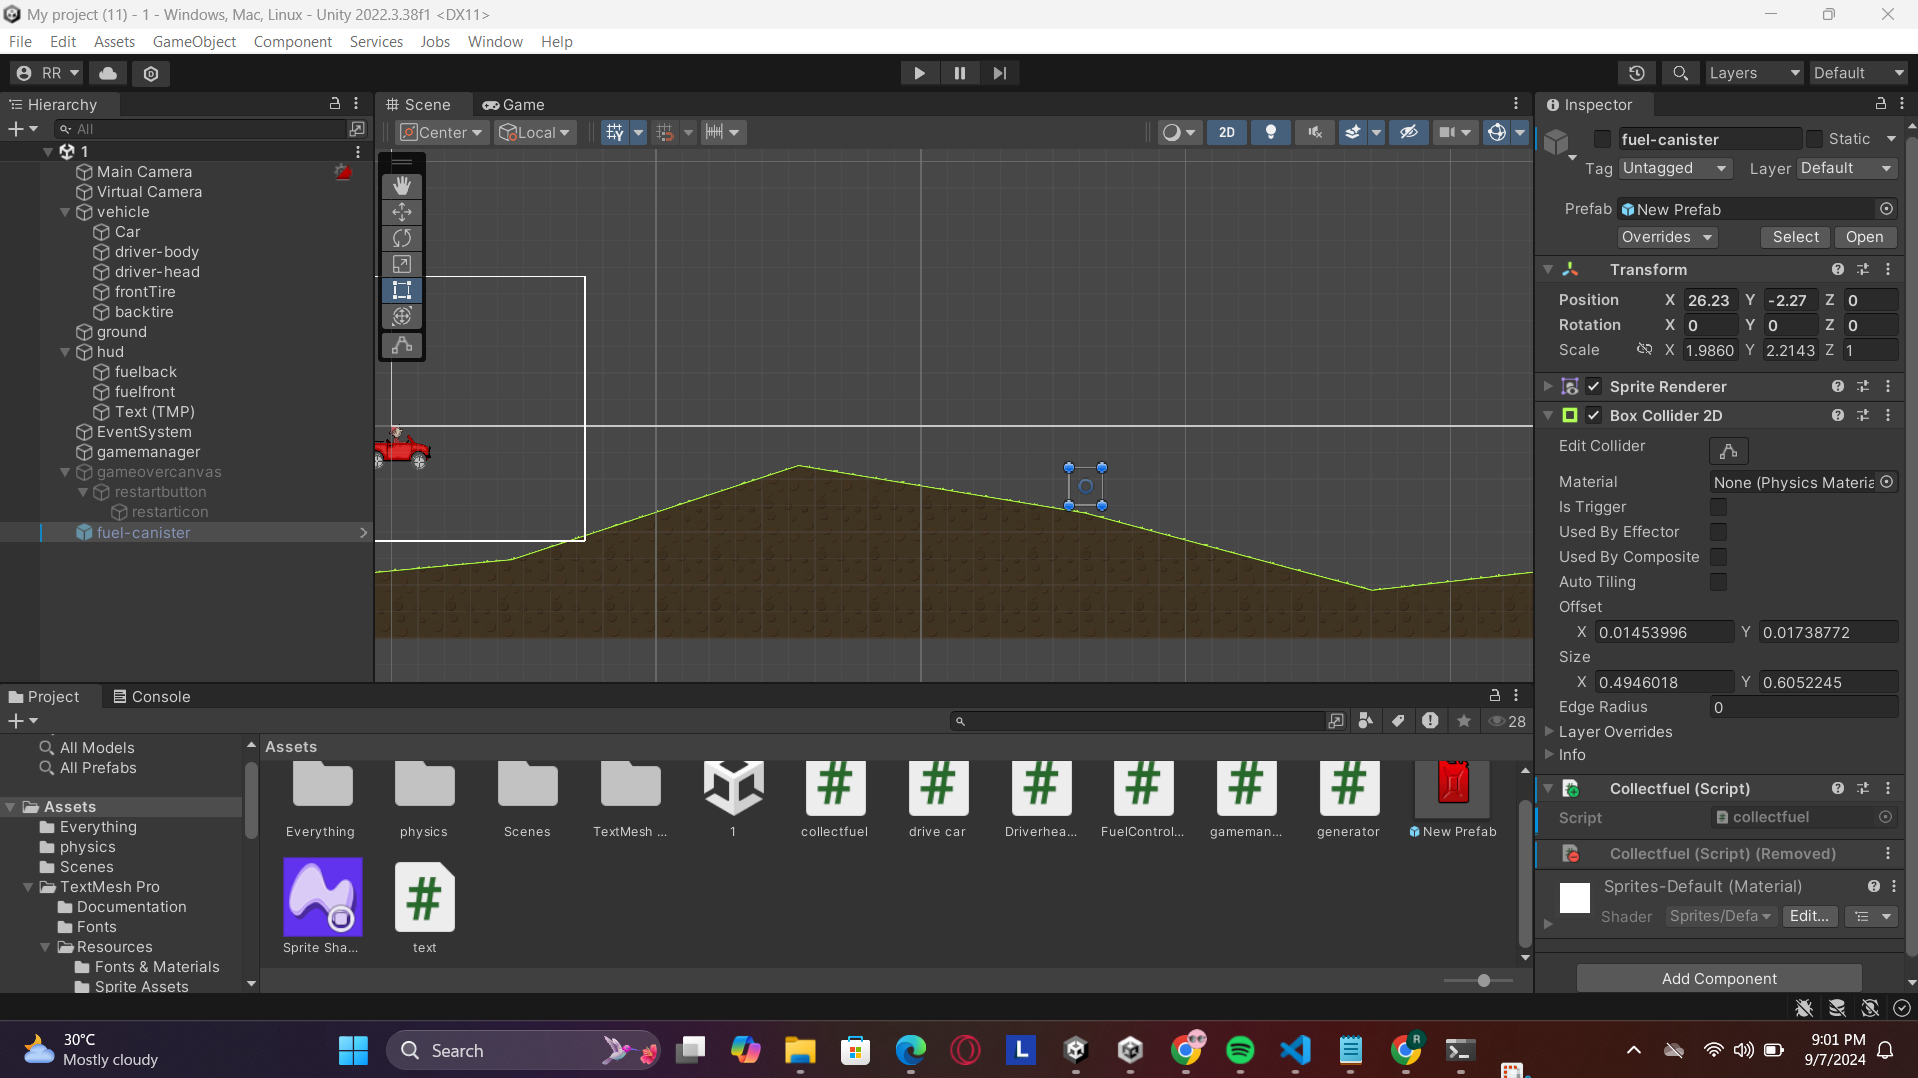 My project (11) - 1 - Windows, Mac, Linux - Unity 2022.3.38f1 <DX11>
File Edit Assets GameObject Component Services Jobs Window Help
RR Layers Default
Hierarchy
All
1
Main Camera
Virtual Camera
vehicle
Car
driver-body
driver-head
frontTire
backtire
ground
hud
fuelback
fuelfront
Text (TMP)
EventSystem
gamemanager
gameovercanvas
restartbutton
restarticon
fuel-canister
Scene Game
Center Local 2D
Inspector
fuel-canister Static
Tag Untagged Layer Default
Prefab New Prefab
Overrides Select Open
Transform
Position X 26.23 Y -2.27 Z 0
Rotation X 0 Y 0 Z 0
Scale X 1.9860 Y 2.2143 Z 1
Sprite Renderer
Box Collider 2D
Edit Collider
Material None (Physics Materia
Is Trigger
Used By Effector
Used By Composite
Auto Tiling
Offset
X 0.01453996 Y 0.01738772
Size
X 0.4946018 Y 0.6052245
Edge Radius 0
Layer Overrides
Info
Collectfuel (Script)
Script collectfuel
Collectfuel (Script) (Removed)
Sprites-Default (Material)
Shader Sprites/Defa Edit...
Add Component
Project Console
28
All Models
All Prefabs
Assets
Everything
physics
Scenes
TextMesh Pro
Documentation
Fonts
Resources
Fonts & Materials
Sprite Assets
Assets
Everything physics Scenes TextMesh ... 1 collectfuel drive car Driverhea... FuelControl... gameman... generator New Prefab
Sprite Sha... text
30°C
Mostly cloudy
Search
L
R
9:01 PM
9/7/2024